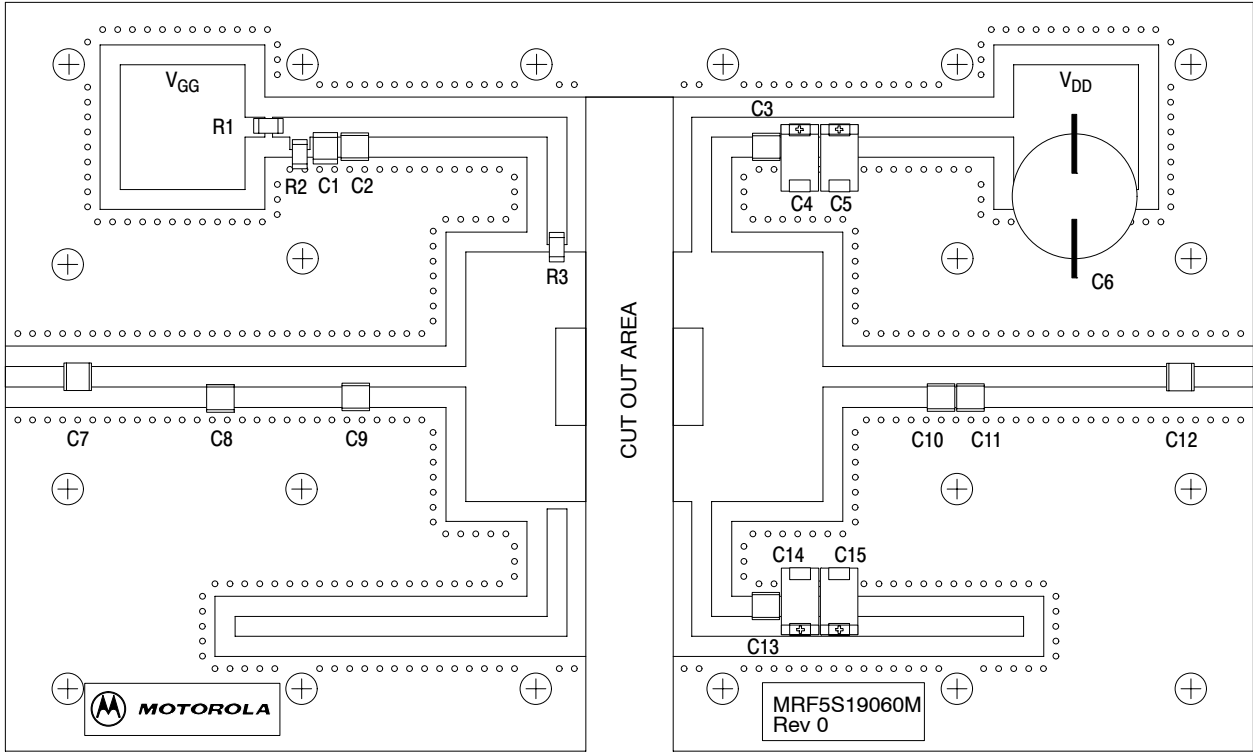 VGG
VDD
C3
R1
R2
C1
C2
C4
C5
R3
C6
CUT OUT AREA
C7
C8
C9
C10
C11
C12
C14
C15
C13
MOTOROLA
MRF5S19060M
Rev 0